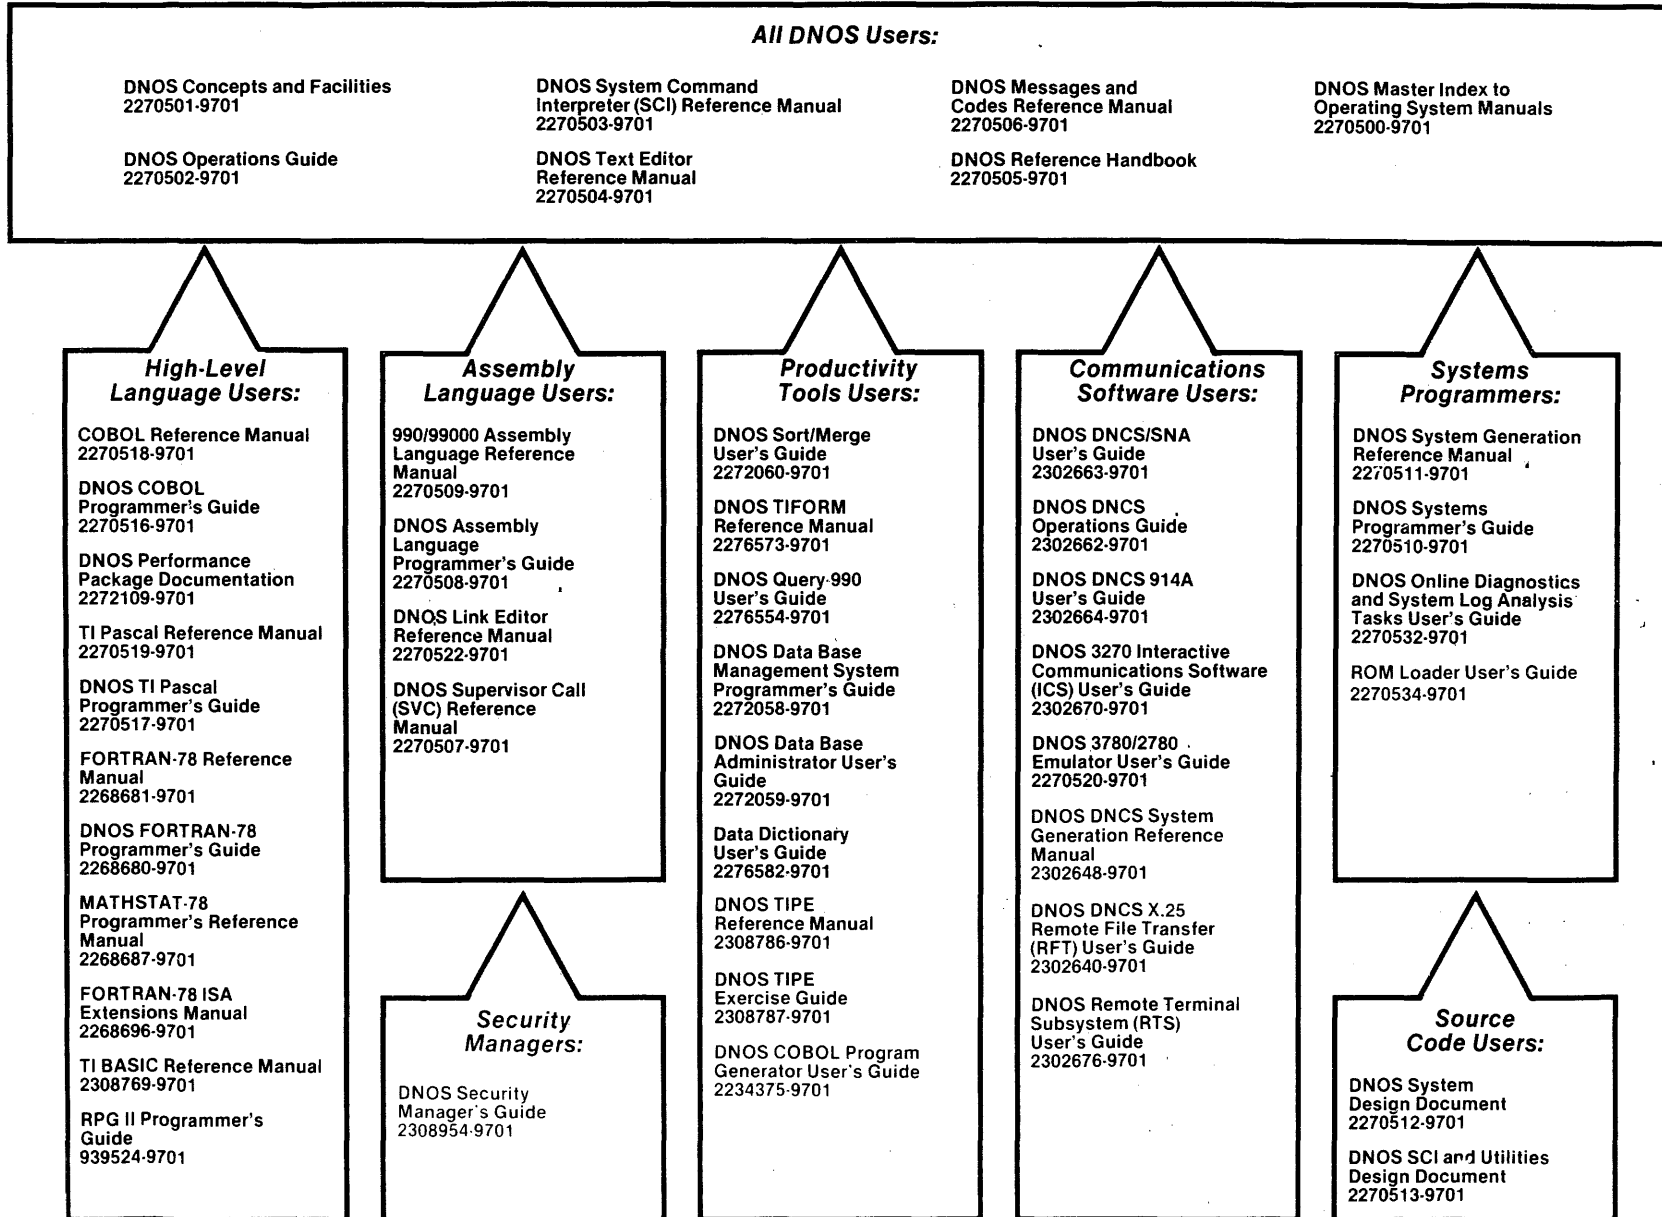 All DNOS Users:
DNOS Concepts and Facilities
2270501-9701
DNOS Operations Guide
2270502-9701
DNOS System Command
Interpreter (SCI) Reference Manual
2270503-9701
DNOS Text Editor
Reference Manual
2270504-9701
DNOS Messages and
Codes Reference Manual
2270506-9701
DNOS Reference Handbook
2270505-9701
DNOS Master Index to
Operating System Manuals
2270500-9701
High-Level
Language Users:
COBOL Reference Manual
2270518-9701
DNOS COBOL
Programmer's Guide
2270516-9701
DNOS Performance
Package Documentation
2272109-9701
TI Pascal Reference Manual
2270519-9701
DNOS TI Pascal
Programmer's Guide
2270517-9701
FORTRAN-78 Reference
Manual
2268681-9701
DNOS FORTRAN-78
Programmer's Guide
2268680-9701
MATHSTAT-78
Programmer's Reference
Manual
2268687-9701
FORTRAN-78 ISA
Extensions Manual
2268696-9701
TI BASIC Reference Manual
2308769-9701
RPG II Programmer's
Guide
939524-9701
Assembly
Language Users:
990/99000 Assembly
Language Reference
Manual
2270509-9701
DNOS Assembly
Language
Programmer's Guide
2270508-9701
DNOS Link Editor
Reference Manual
2270522-9701
DNOS Supervisor Call
(SVC) Reference
Manual
2270507-9701
Security
Managers:
DNOS Security
Manager's Guide
2308954-9701
Productivity
Tools Users:
DNOS Sort/Merge
User's Guide
2272060-9701
DNOS TIFORM
Reference Manual
2276573-9701
DNOS Query-990
User's Guide
2276554-9701
DNOS Data Base
Management System
Programmer's Guide
2272058-9701
DNOS Data Base
Administrator User's
Guide
2272059-9701
Data Dictionary
User's Guide
2276582-9701
DNOS TIPE
Reference Manual
2308786-9701
DNOS TIPE
Exercise Guide
2308787-9701
DNOS COBOL Program
Generator User's Guide
2234375-9701
Communications
Software Users:
DNOS DNCS/SNA
User's Guide
2302663-9701
DNOS DNCS
Operations Guide
2302662-9701
DNOS DNCS 914A
User's Guide
2302664-9701
DNOS 3270 Interactive
Communications Software
(ICS) User's Guide
2302670-9701
DNOS 3780/2780
Emulator User's Guide
2270520-9701
DNOS DNCS System
Generation Reference
Manual
2302648-9701
DNOS DNCS X.25
Remote File Transfer
(RFT) User's Guide
2302640-9701
DNOS Remote Terminal
Subsystem (RTS)
User's Guide
2302676-9701
Systems
Programmers:
DNOS System Generation
Reference Manual
2270511-9701
DNOS Systems
Programmer's Guide
2270510-9701
DNOS Online Diagnostics
and System Log Analysis
Tasks User's Guide
2270532-9701
ROM Loader User's Guide
2270534-9701
Source
Code Users:
DNOS System
Design Document
2270512-9701
DNOS SCI and Utilities
Design Document
2270513-9701